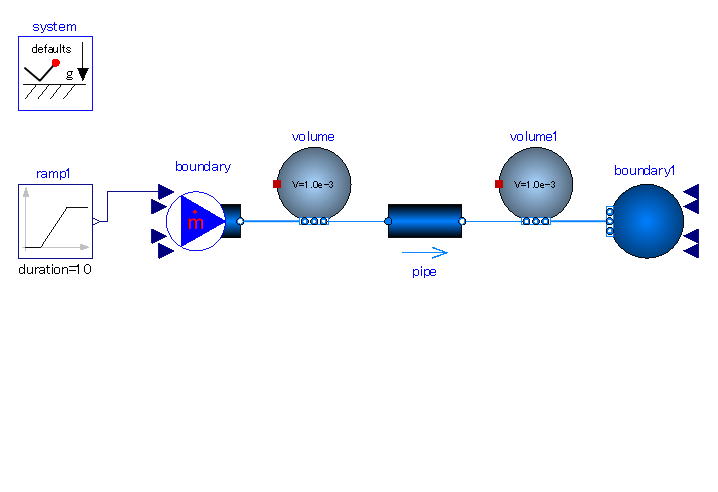 system
defaults
g
volume
volume1
boundary
boundary1
ramp1
V=1.0e-3
V=1.0e-3
ṁ
duration=10
pipe